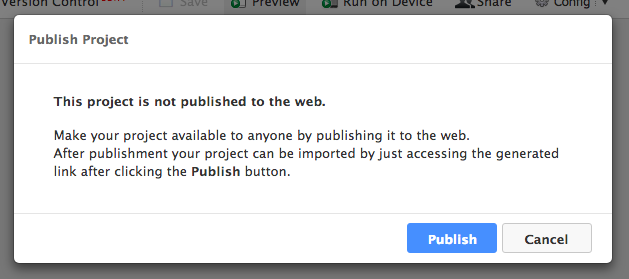 Version Control
Save Preview Run on Device Share Config
Publish Project
This project is not published to the web.
Make your project available to anyone by publishing it to the web.
After publishment your project can be imported by just accessing the generated
link after clicking the Publish button.
Publish Cancel